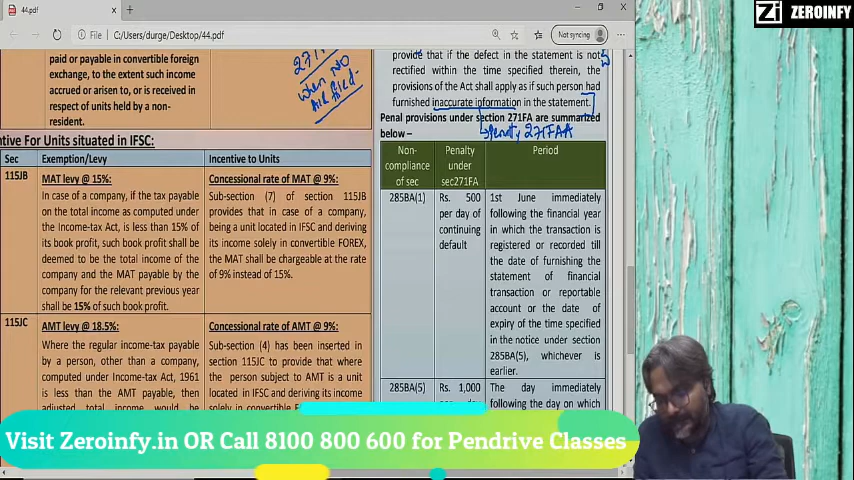 44.pdf
File
C:/Users/durge/Desktop/44.pdf
Not syncing
Zi ZEROINFY
paid or payable in convertible foreign
exchange, to the extent such income
accrued or arisen to, or is received in
respect of units held by a non-
resident.
when NO
AIR filed
ntive For Units situated in IFSC:
Sec Exemption/Levy Incentive to Units
115JB MAT levy @ 15%:
In case of a company, if the tax payable
on the total income as computed under
the Income-tax Act, is less than 15% of
its book profit, such book profit shall be
deemed to be the total income of the
company and the MAT payable by the
company for the relevant previous year
shall be 15% of such book profit.
Concessional rate of MAT @ 9%:
Sub-section (7) of section 115JB
provides that in case of a company,
being a unit located in IFSC and deriving
its income solely in convertible FOREX,
the MAT shall be chargeable at the rate
of 9% instead of 15%.
115JC AMT levy @ 18.5%:
Where the regular income-tax payable
by a person, other than a company,
computed under Income-tax Act, 1961
is less than the AMT payable, then
adjusted total income would be
Concessional rate of AMT @ 9%:
Sub-section (4) has been inserted in
section 115JC to provide that where
the person subject to AMT is a unit
located in IFSC and deriving its income
solely in convertible
provide that if the defect in the statement is not
rectified within the time specified therein, the
provisions of the Act shall apply as if such person had
furnished inaccurate information in the statement.
Penal provisions under section 271FA are summarized
below –
Penalty 271FAA
Non-
compliance
of sec
Penalty
under
sec271FA
Period
285BA(1)
Rs. 500
per day of
continuing
default
1st June immediately
following the financial year
in which the transaction is
registered or recorded till
the date of furnishing the
statement of financial
transaction or reportable
account or the date of
expiry of the time specified
in the notice under section
285BA(5), whichever is
earlier.
285BA(5)
Rs. 1,000
The day immediately
following the day on which
Visit Zeroinfy.in OR Call 8100 800 600 for Pendrive Classes